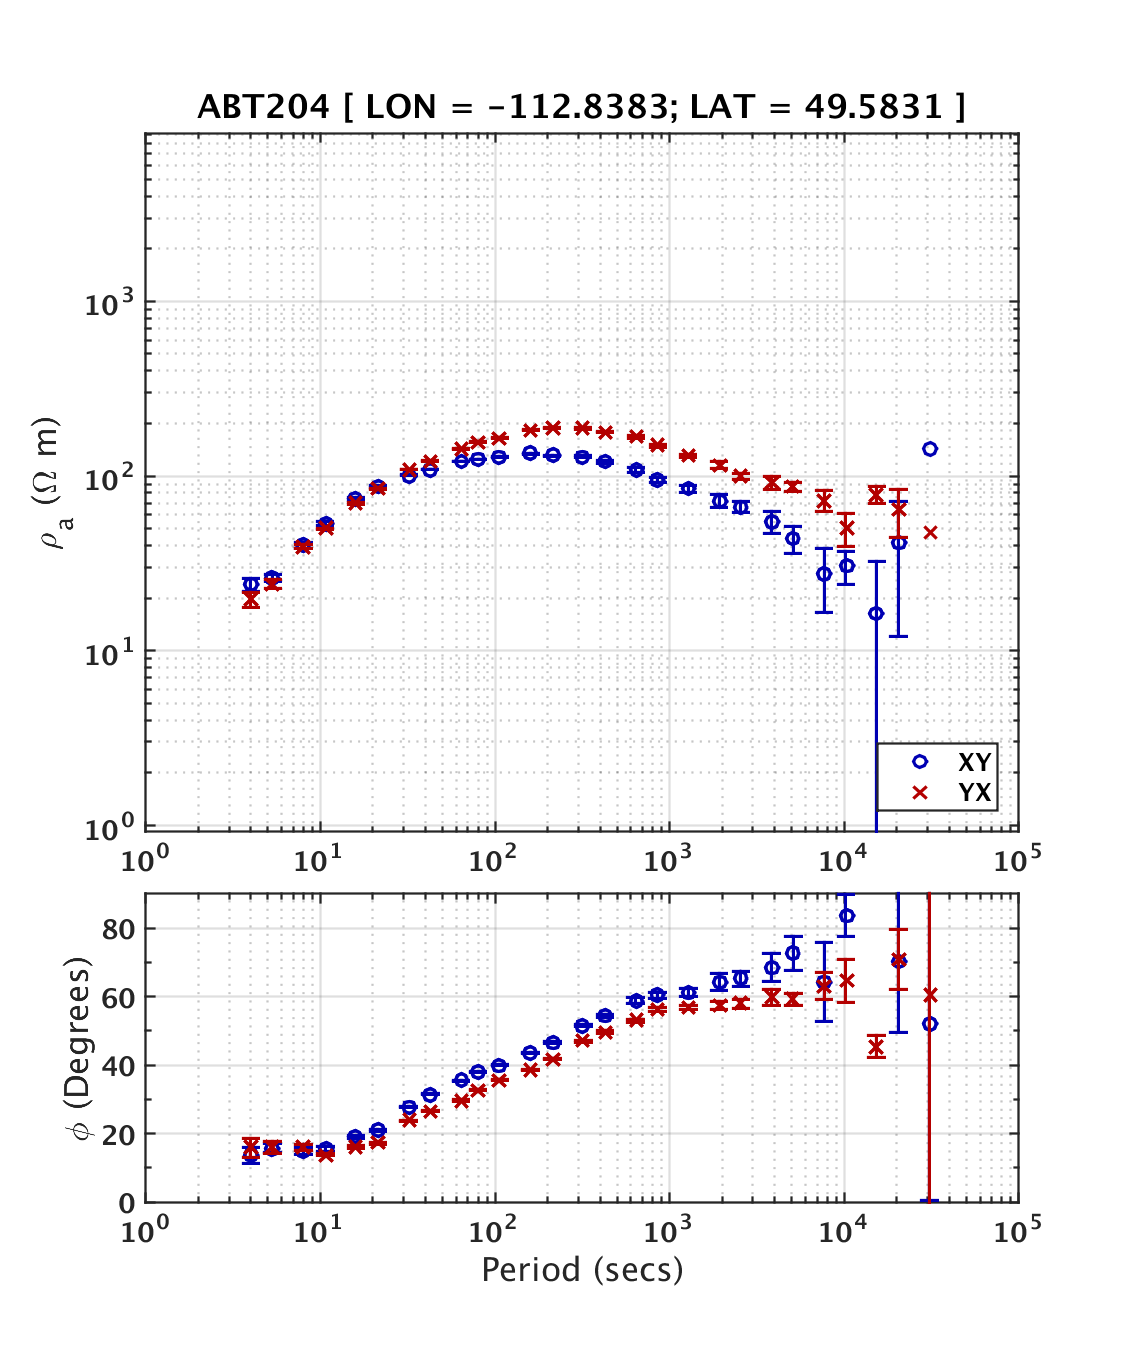 ABT204 [ LON = -112.8383; LAT = 49.5831 ]
ρa (Ω m)
10^3
10^2
10^1
10^0
XY
YX
10^0 10^1 10^2 10^3 10^4 10^5
ϕ (Degrees)
80
60
40
20
0
10^0 10^1 10^2 10^3 10^4 10^5
Period (secs)